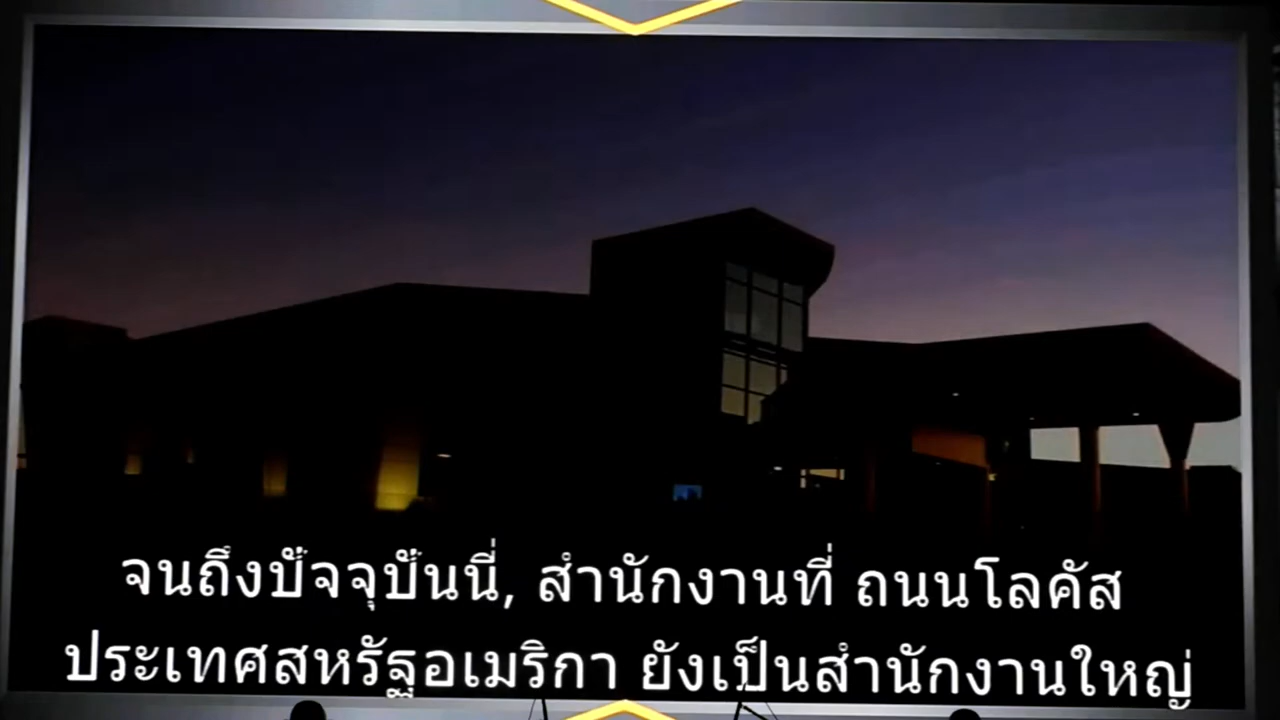 จนถึงปัจจุบันนี่, สำนักงานที่ ถนนโลคัส
ประเทศสหรัฐอเมริกา ยังเป็นสำนักงานใหญ่